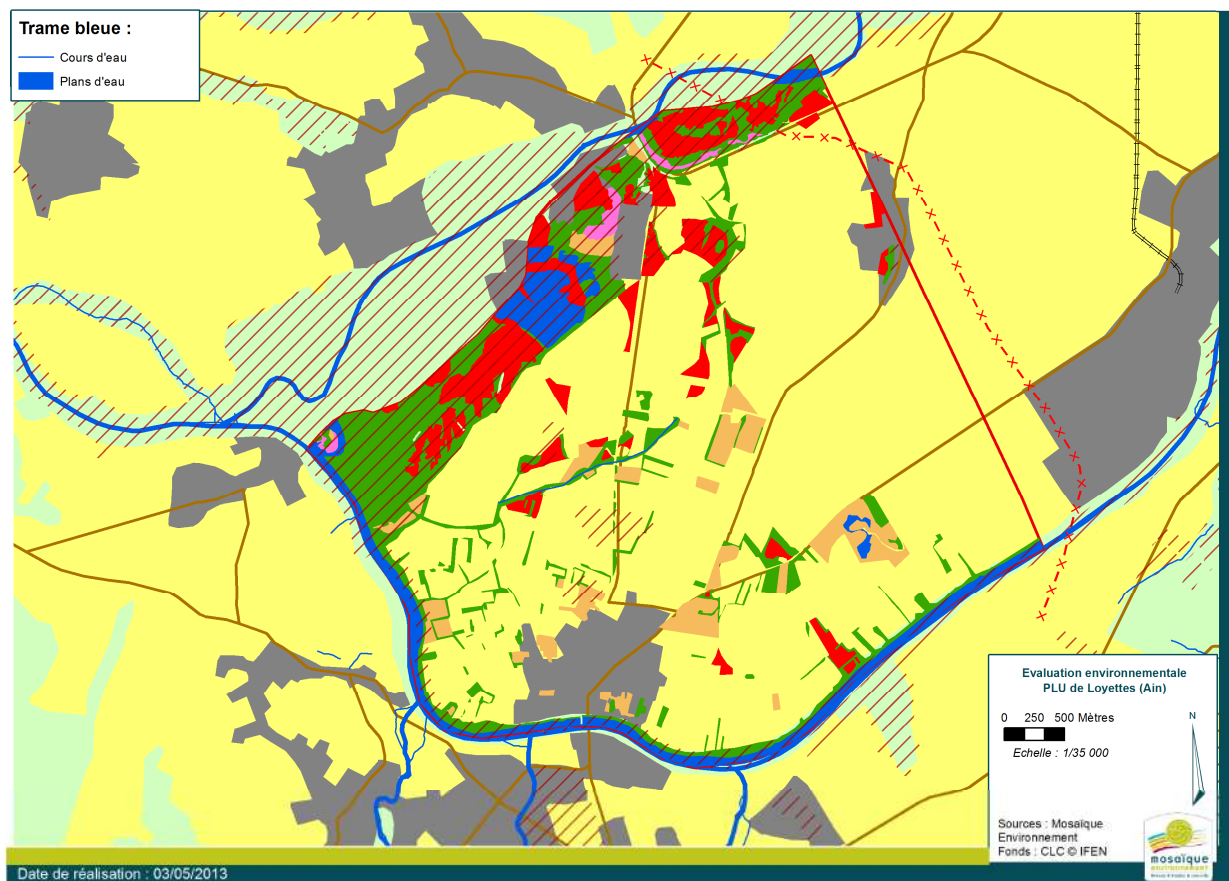 Trame bleue :
Cours d'eau
Plans d'eau
Evaluation environnementale
PLU de Loyettes (Ain)
0 250 500 Mètres
Echelle : 1/35 000
N
Sources : Mosaïque
Environnement
Fonds : CLC © IFEN
mosaïque
environnement
Date de réalisation : 03/05/2013